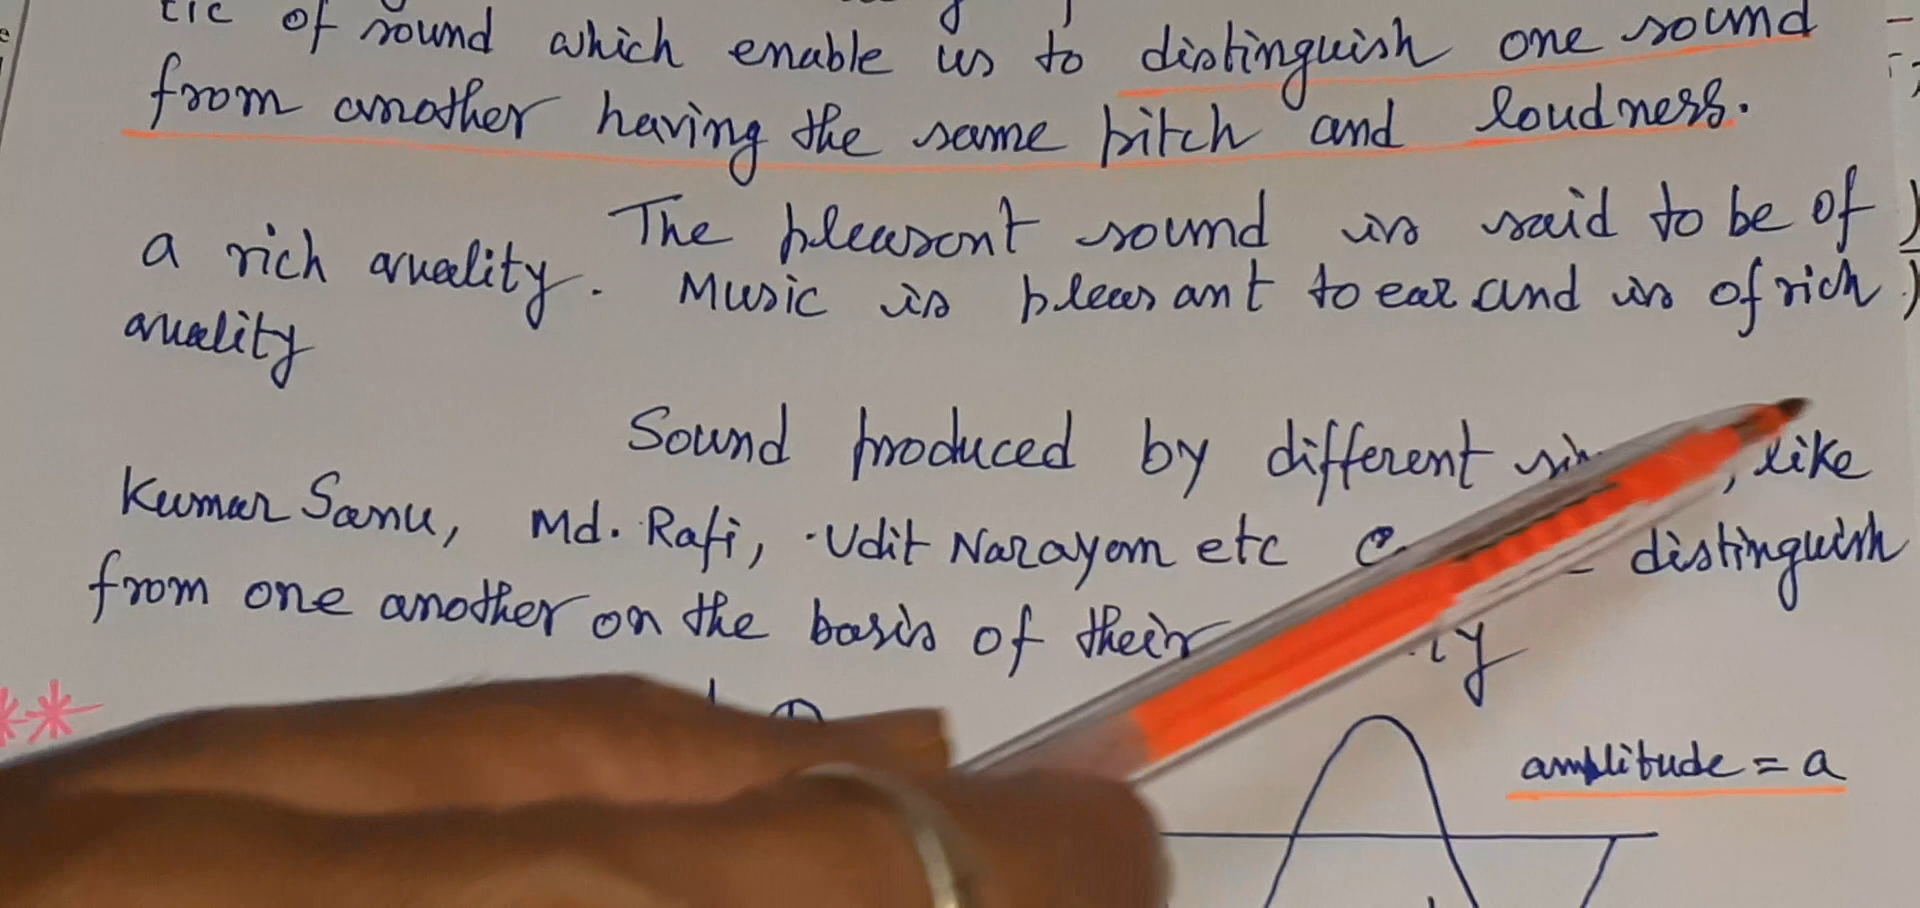 tic of sound which enable us to distinguish one sound
from another having the same pitch and loudness.
The pleasant sound is said to be of
a rich quality. Music is pleasant to ear and is of rich
quality
Sound produced by different like
Kumar Sanu, Md. Rafi, Udit Narayan etc distinguish
from one another on the basis of their
amplitude = a